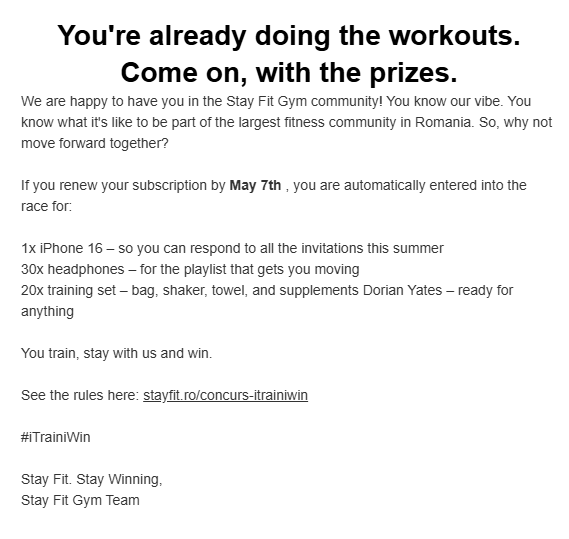 You're already doing the workouts.
Come on, with the prizes.
We are happy to have you in the Stay Fit Gym community! You know our vibe. You
know what it's like to be part of the largest fitness community in Romania. So, why not
move forward together?
If you renew your subscription by May 7th , you are automatically entered into the
race for:
1x iPhone 16 – so you can respond to all the invitations this summer
30x headphones – for the playlist that gets you moving
20x training set – bag, shaker, towel, and supplements Dorian Yates – ready for
anything
You train, stay with us and win.
See the rules here: stayfit.ro/concurs-itrainiwin
#iTrainiWin
Stay Fit. Stay Winning,
Stay Fit Gym Team